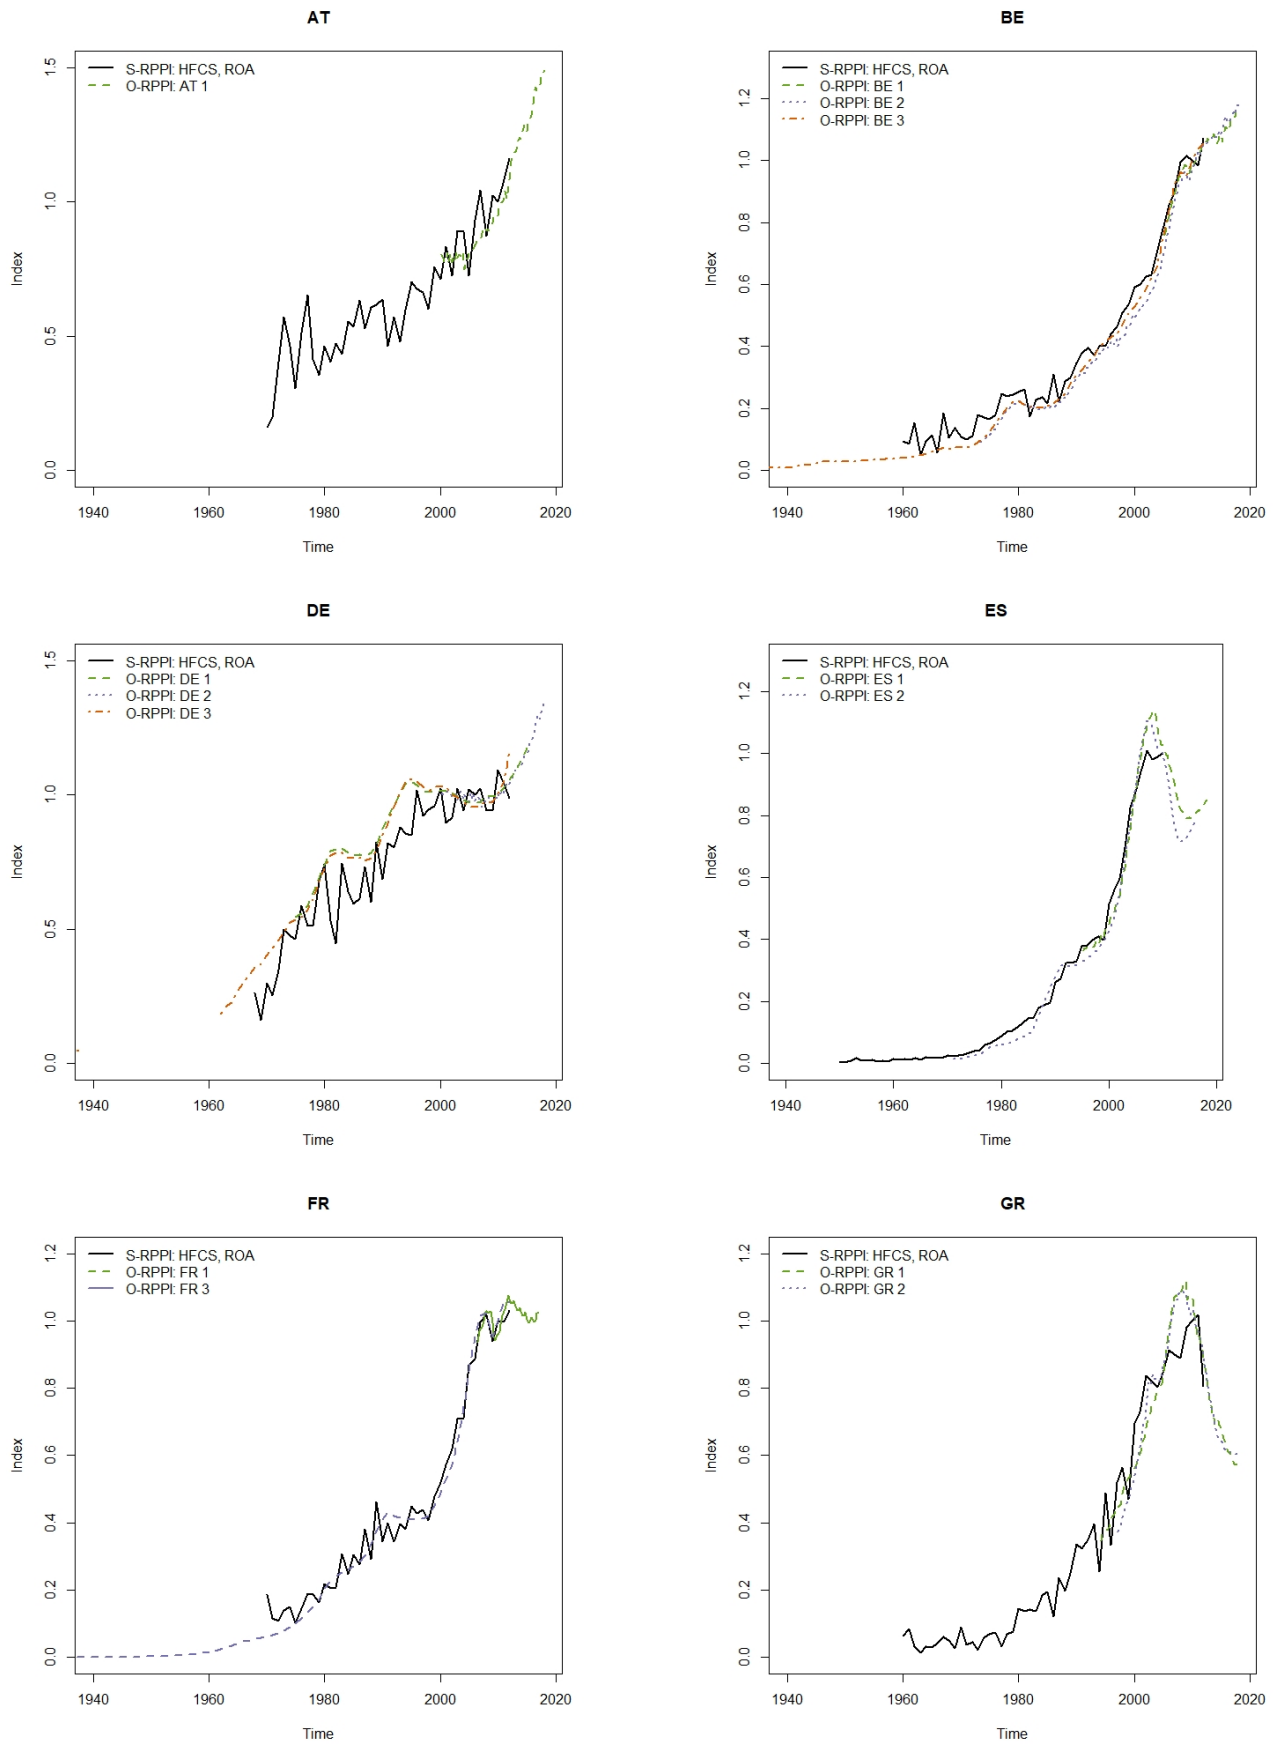 AT
S-RPPI: HFCS, ROA
O-RPPI: AT 1
Index
1.5
1.0
0.5
0.0
1940 1960 1980 2000 2020
Time
BE
S-RPPI: HFCS, ROA
O-RPPI: BE 1
O-RPPI: BE 2
O-RPPI: BE 3
Index
1.2
1.0
0.8
0.6
0.4
0.2
0.0
1940 1960 1980 2000 2020
Time
DE
S-RPPI: HFCS, ROA
O-RPPI: DE 1
O-RPPI: DE 2
O-RPPI: DE 3
Index
1.5
1.0
0.5
0.0
1940 1960 1980 2000 2020
Time
ES
S-RPPI: HFCS, ROA
O-RPPI: ES 1
O-RPPI: ES 2
Index
1.2
1.0
0.8
0.6
0.4
0.2
0.0
1940 1960 1980 2000 2020
Time
FR
S-RPPI: HFCS, ROA
O-RPPI: FR 1
O-RPPI: FR 3
Index
1.2
1.0
0.8
0.6
0.4
0.2
0.0
1940 1960 1980 2000 2020
Time
GR
S-RPPI: HFCS, ROA
O-RPPI: GR 1
O-RPPI: GR 2
Index
1.2
1.0
0.8
0.6
0.4
0.2
0.0
1940 1960 1980 2000 2020
Time